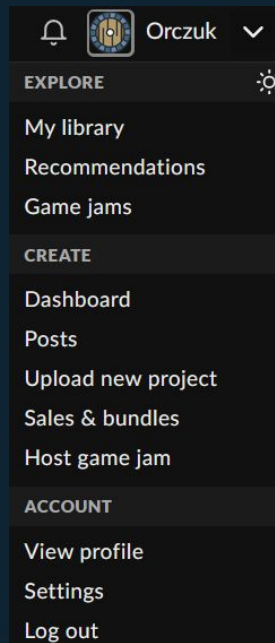 Orczuk
EXPLORE
My library
Recommendations
Game jams
CREATE
Dashboard
Posts
Upload new project
Sales & bundles
Host game jam
ACCOUNT
View profile
Settings
Log out